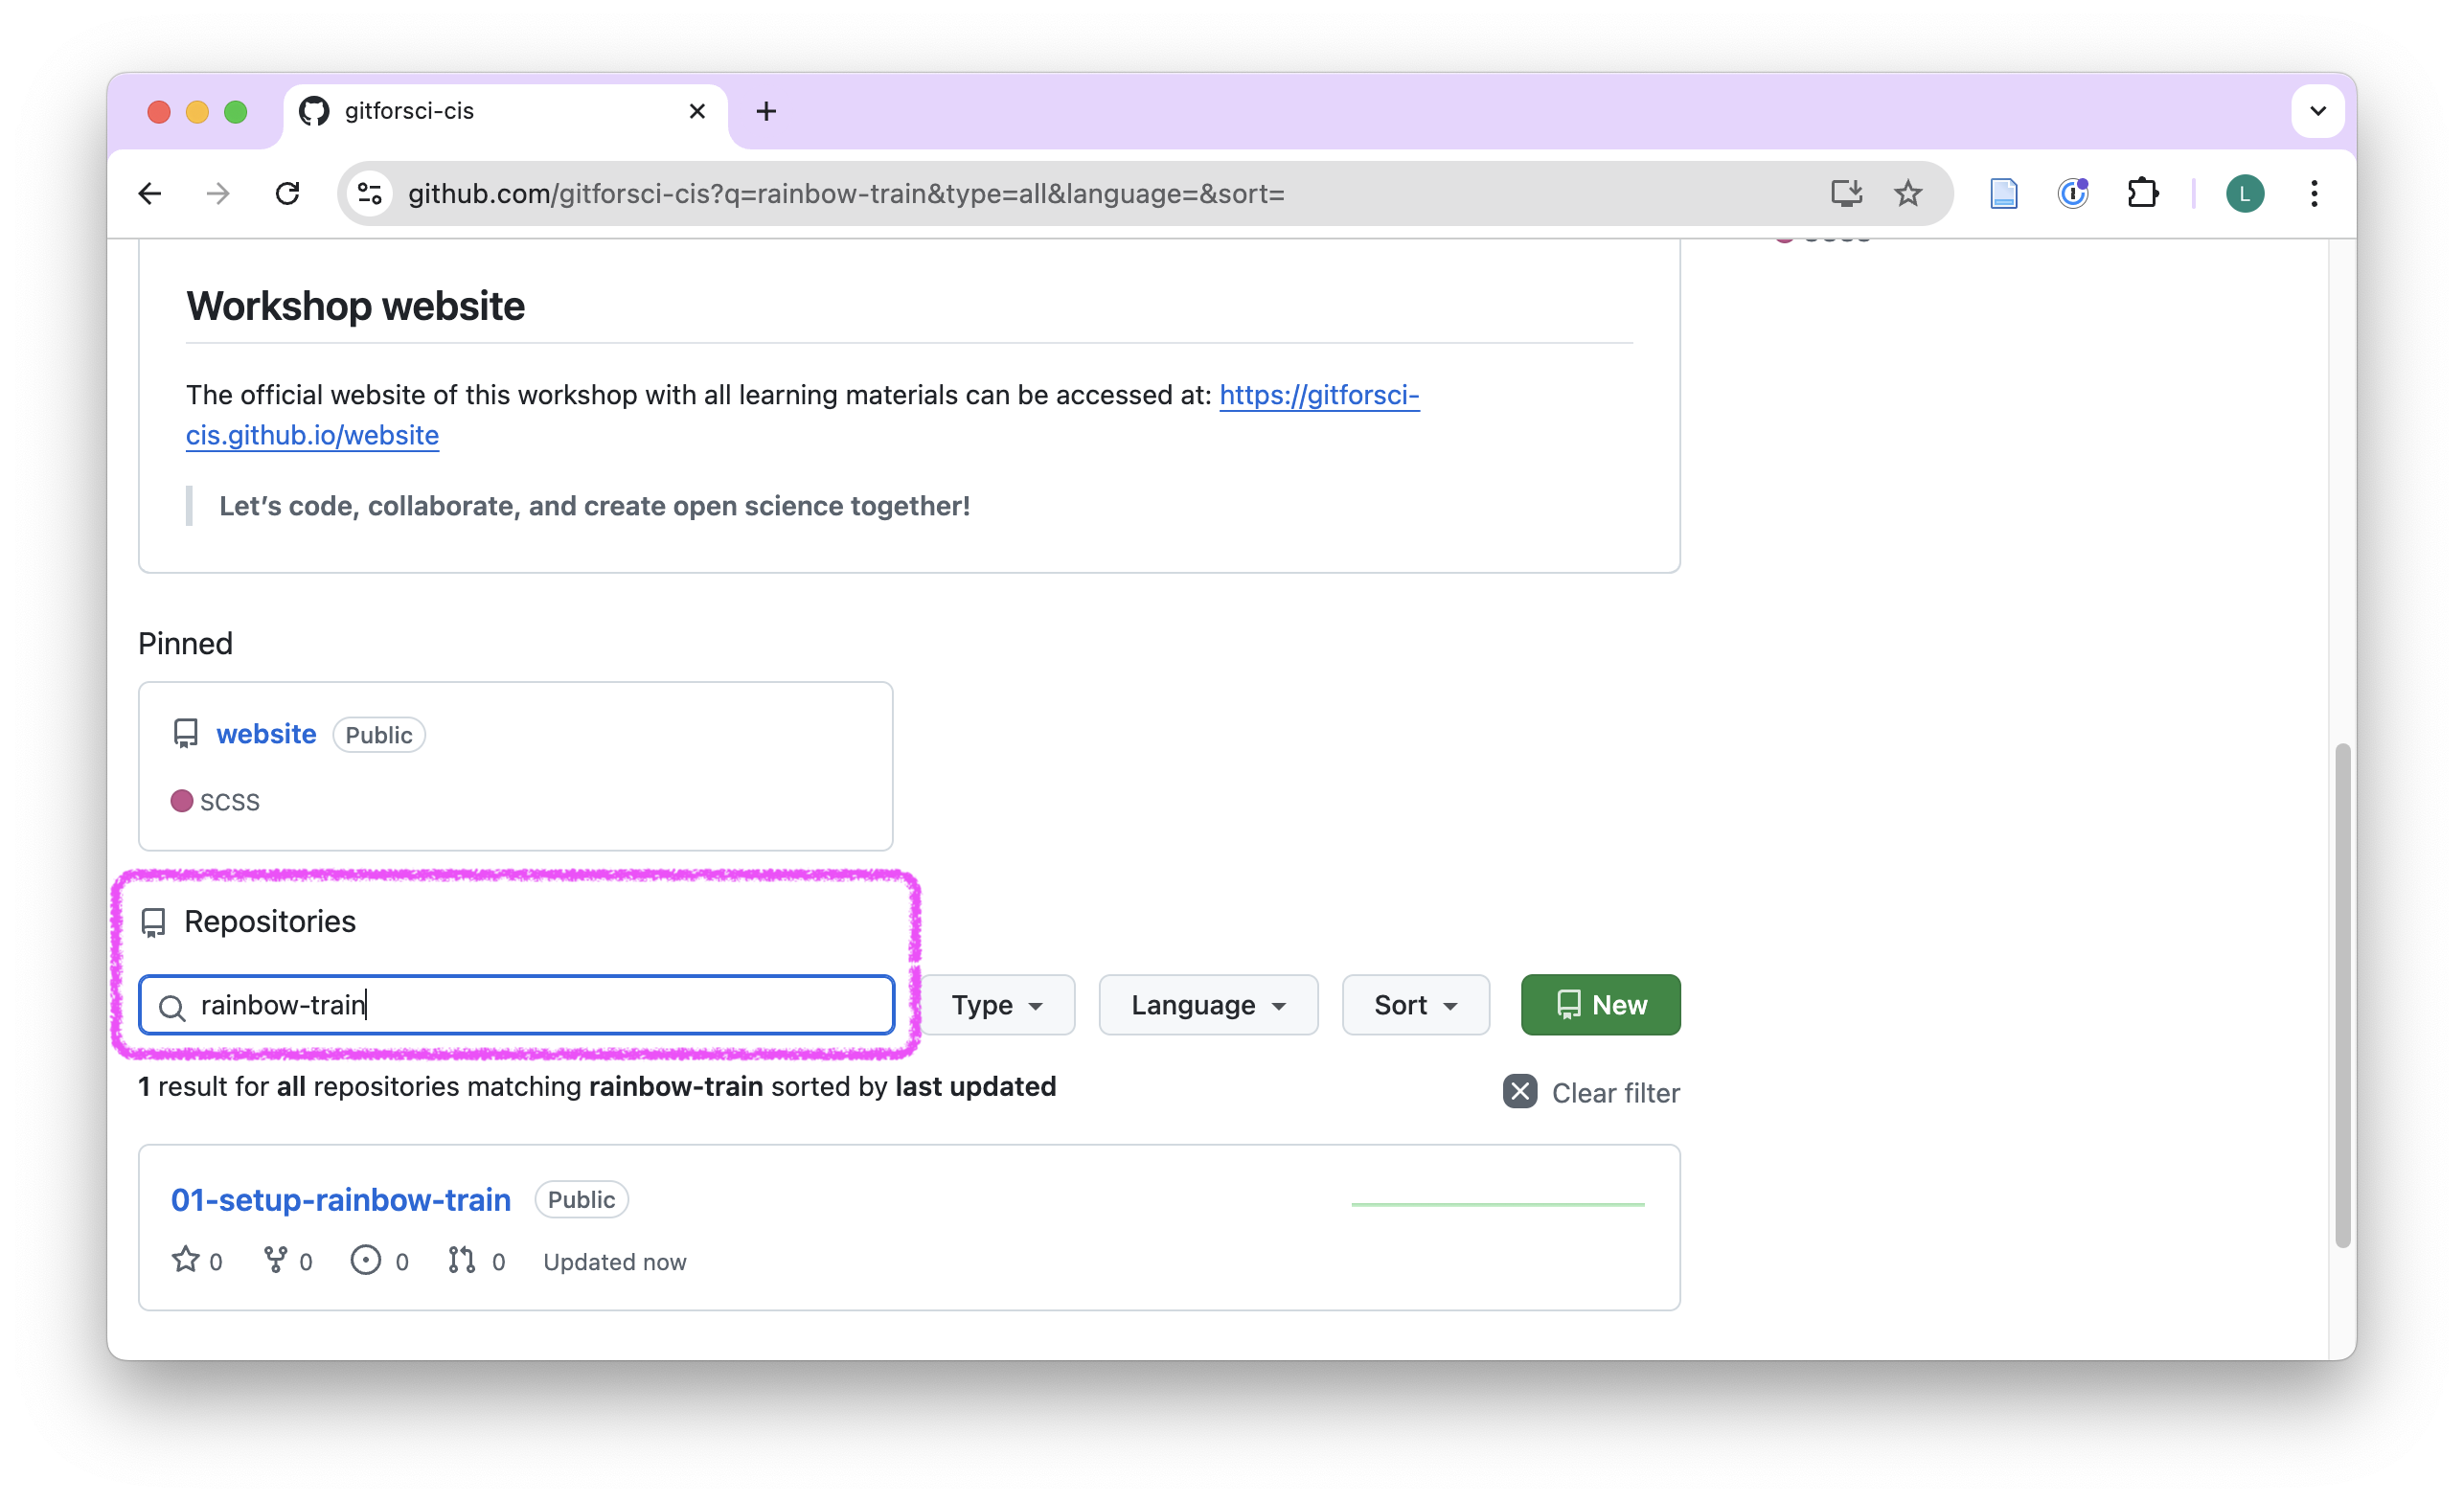 gitforsci-cis
github.com/gitforsci-cis?q=rainbow-train&type=all&language=&sort=
L
Workshop website
The official website of this workshop with all learning materials can be accessed at: https://gitforsci-
cis.github.io/website
Let’s code, collaborate, and create open science together!
Pinned
website Public
SCSS
Repositories
rainbow-train Type Language Sort New
1 result for all repositories matching rainbow-train sorted by last updated Clear filter
01-setup-rainbow-train Public
0 0 0 0 Updated now